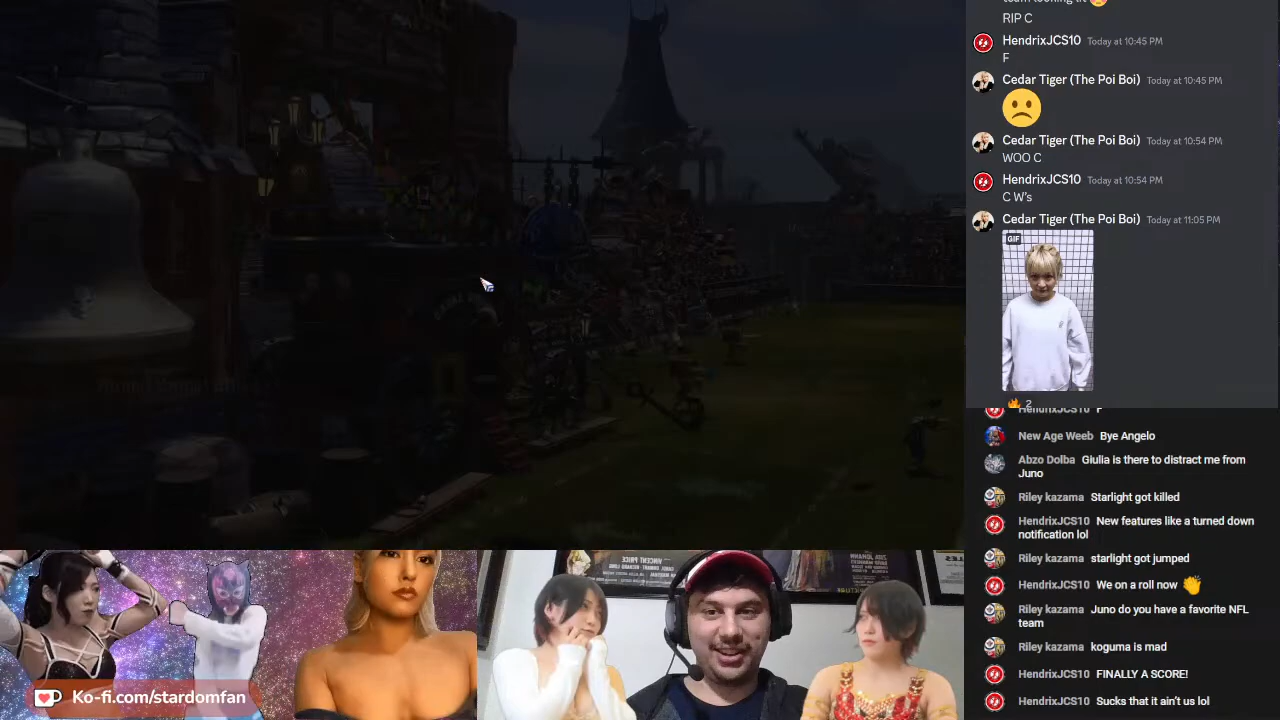 RIP C
HendrixJCS10 Today at 10:45 PM
F
Cedar Tiger (The Poi Boi) Today at 10:45 PM
Cedar Tiger (The Poi Boi) Today at 10:54 PM
WOO C
HendrixJCS10 Today at 10:54 PM
C W's
Cedar Tiger (The Poi Boi) Today at 11:05 PM
GIF
2
HendrixJCS10 F
New Age Weeb Bye Angelo
Abzo Dolba Giulia is there to distract me from
Juno
Riley kazama Starlight got killed
HendrixJCS10 New features like a turned down
notification lol
Riley kazama starlight got jumped
HendrixJCS10 We on a roll now 👏
Riley kazama Juno do you have a favorite NFL
team
Riley kazama koguma is mad
HendrixJCS10 FINALLY A SCORE!
HendrixJCS10 Sucks that it ain't us lol
Ko-fi.com/stardomfan
VINCENT PRICE